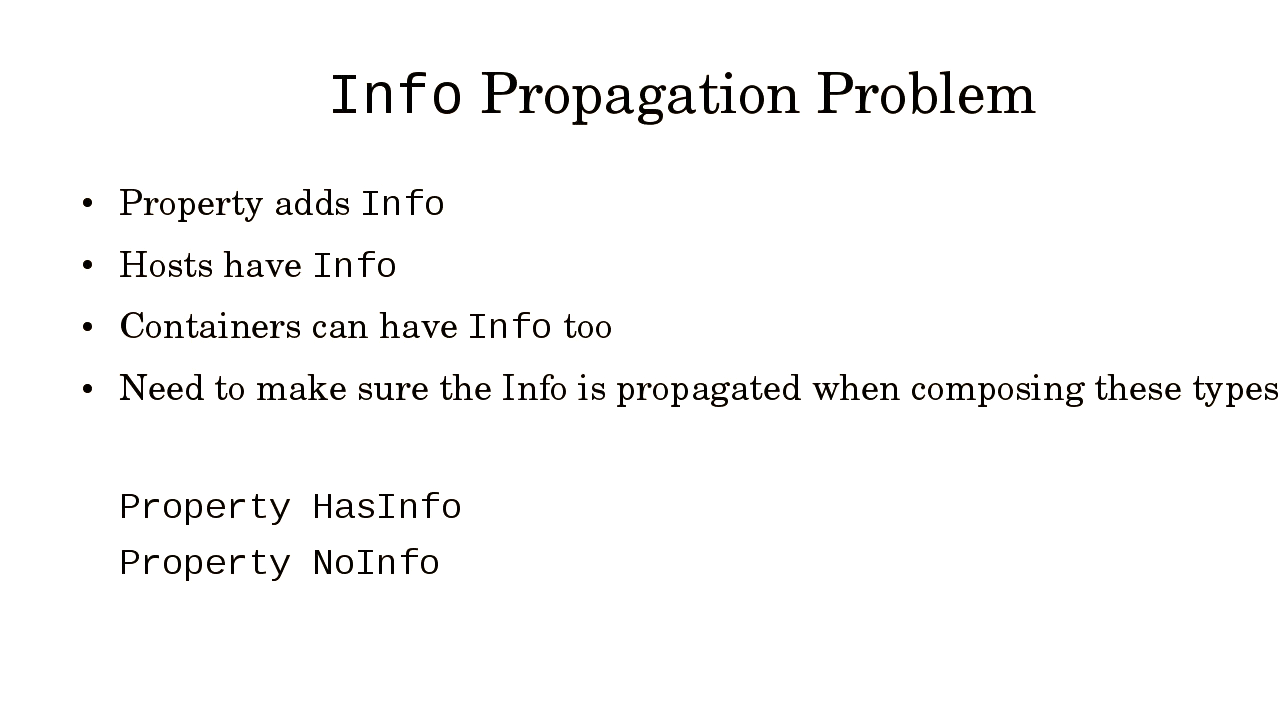 Info Propagation Problem
• Property adds Info
• Hosts have Info
• Containers can have Info too
• Need to make sure the Info is propagated when composing these types
Property HasInfo
Property NoInfo